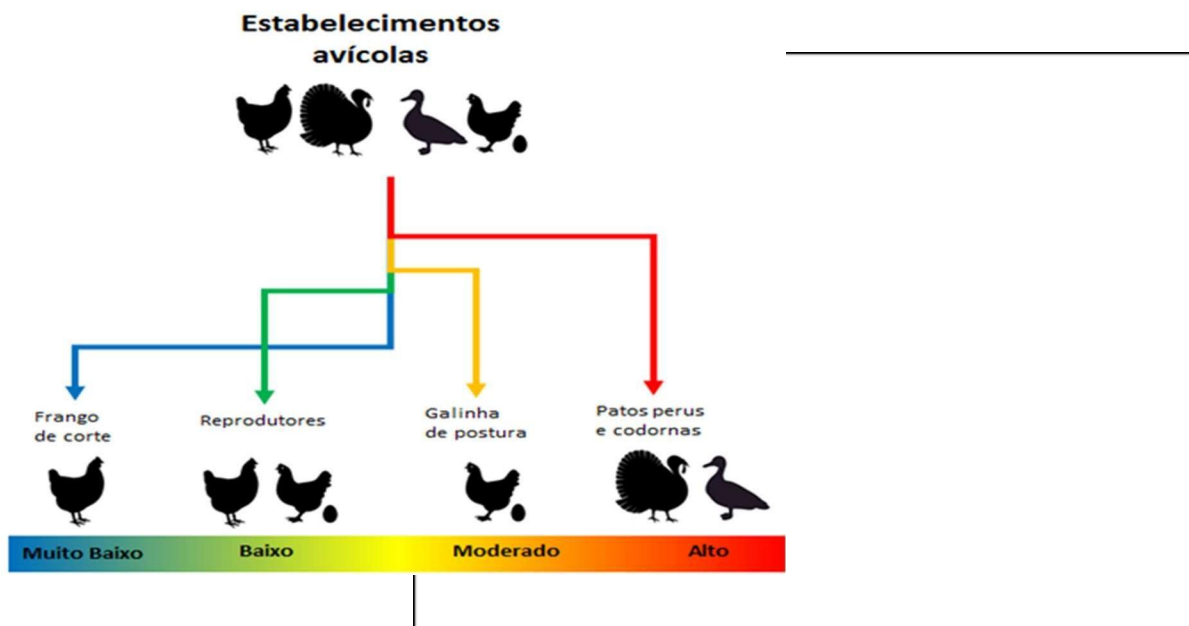 Estabelecimentos
avícolas
Frango
de corte
Reprodutores
Galinha
de postura
Patos perus
e codornas
Muito Baixo
Baixo
Moderado
Alto